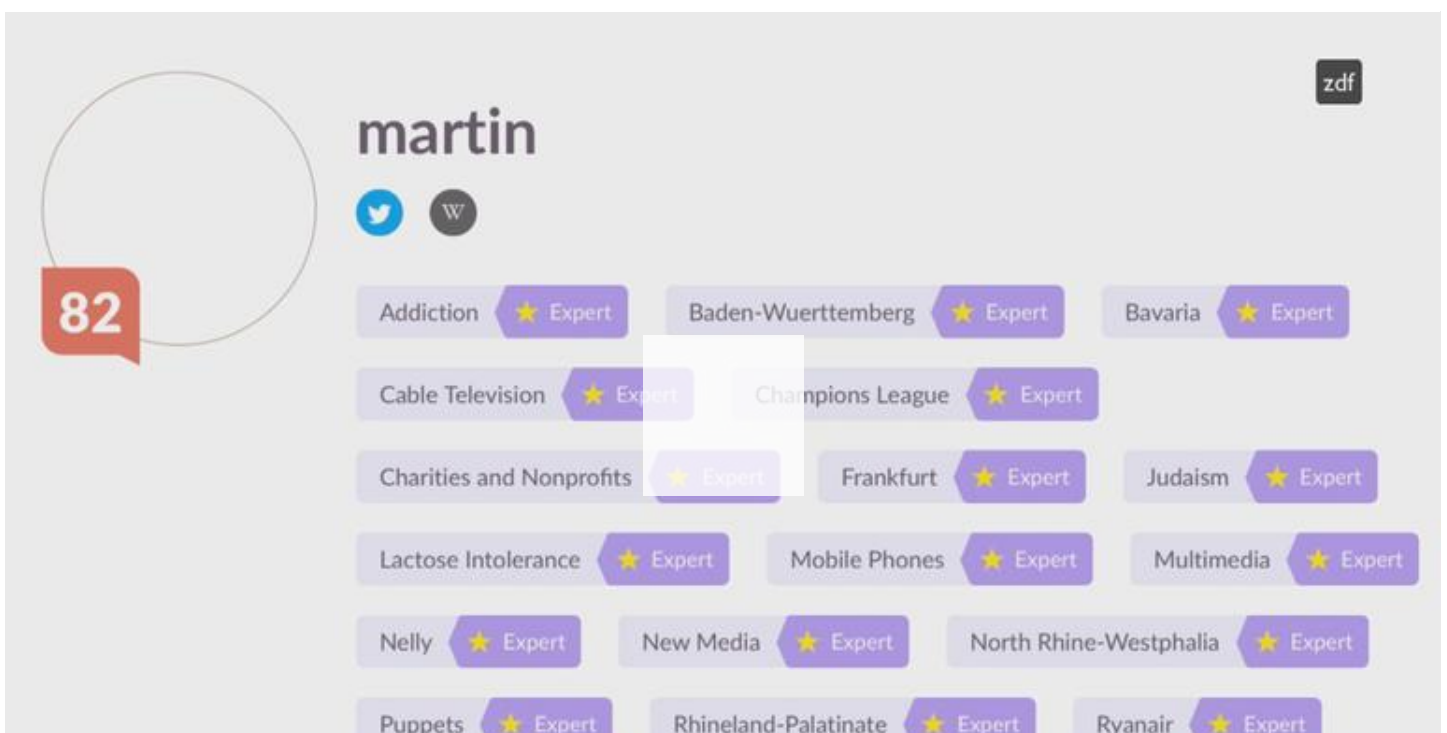 zdf
martin
W
82
Addiction Expert Baden-Wuerttemberg Expert Bavaria Expert
Cable Television Expert Champions League Expert
Charities and Nonprofits Expert Frankfurt Expert Judaism Expert
Lactose Intolerance Expert Mobile Phones Expert Multimedia Expert
Nelly Expert New Media Expert North Rhine-Westphalia Expert
Puppets Expert Rhineland-Palatinate Expert Ryanair Expert